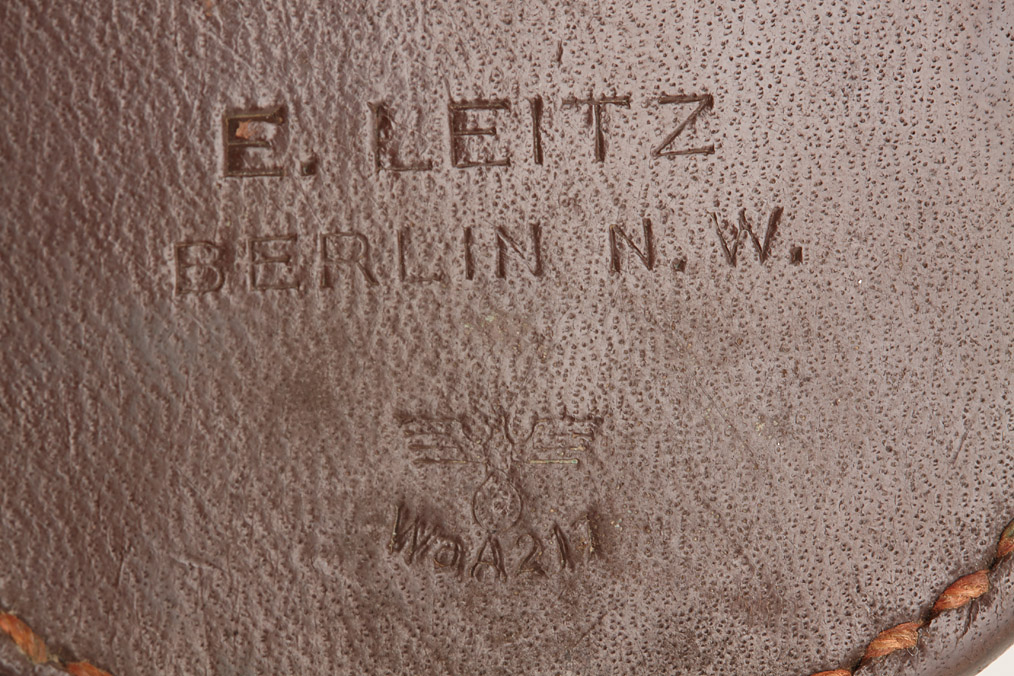 E. LEITZ
BERLIN N.W.
WaA211